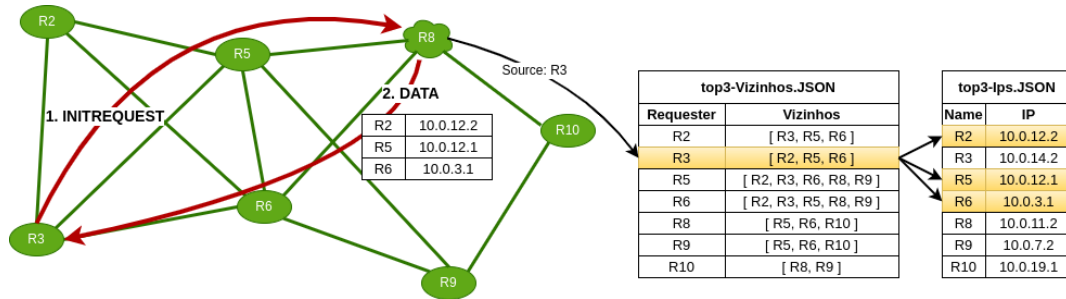 R2
R5
R8
R3
R6
R9
R10
1. INITREQUEST
2. DATA
R2 10.0.12.2
R5 10.0.12.1
R6 10.0.3.1
Source: R3
top3-Vizinhos.JSON
Requester Vizinhos
R2 [ R3, R5, R6 ]
R3 [ R2, R5, R6 ]
R5 [ R2, R3, R6, R8, R9 ]
R6 [ R2, R3, R5, R8, R9 ]
R8 [ R5, R6, R10 ]
R9 [ R5, R6, R10 ]
R10 [ R8, R9 ]
top3-Ips.JSON
Name IP
R2 10.0.12.2
R3 10.0.14.2
R5 10.0.12.1
R6 10.0.3.1
R8 10.0.11.2
R9 10.0.7.2
R10 10.0.19.1